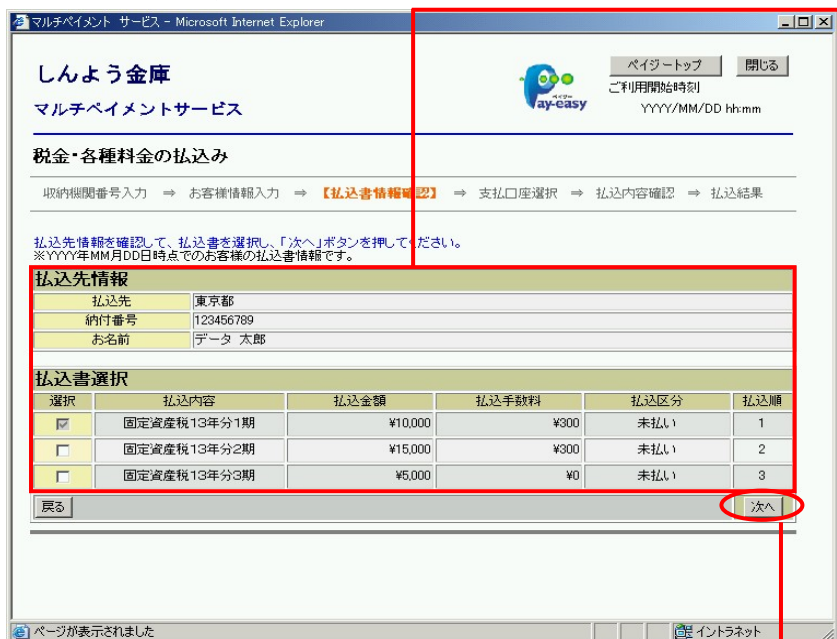 マルチペイメント サービス - Microsoft Internet Explorer
しんよう金庫
マルチペイメントサービス
ペイジー
Pay-easy
ペイジートップ 閉じる
ご利用開始時刻
YYYY/MM/DD hh:mm
税金・各種料金の払込み
収納機関番号入力 ⇒ お客様情報入力 ⇒ 【払込書情報確認】 ⇒ 支払口座選択 ⇒ 払込内容確認 ⇒ 払込結果
払込先情報を確認して、払込書を選択し、「次へ」ボタンを押してください。
※YYYY年MM月DD日時点でのお客様の払込書情報です。
払込先情報
払込先 東京都
納付番号 123456789
お名前 データ 太郎
払込書選択
選択 払込内容 払込金額 払込手数料 払込区分 払込順
固定資産税13年分1期 ¥10,000 ¥300 未払い 1
固定資産税13年分2期 ¥15,000 ¥300 未払い 2
固定資産税13年分3期 ¥5,000 ¥0 未払い 3
戻る 次へ
ページが表示されました イントラネット